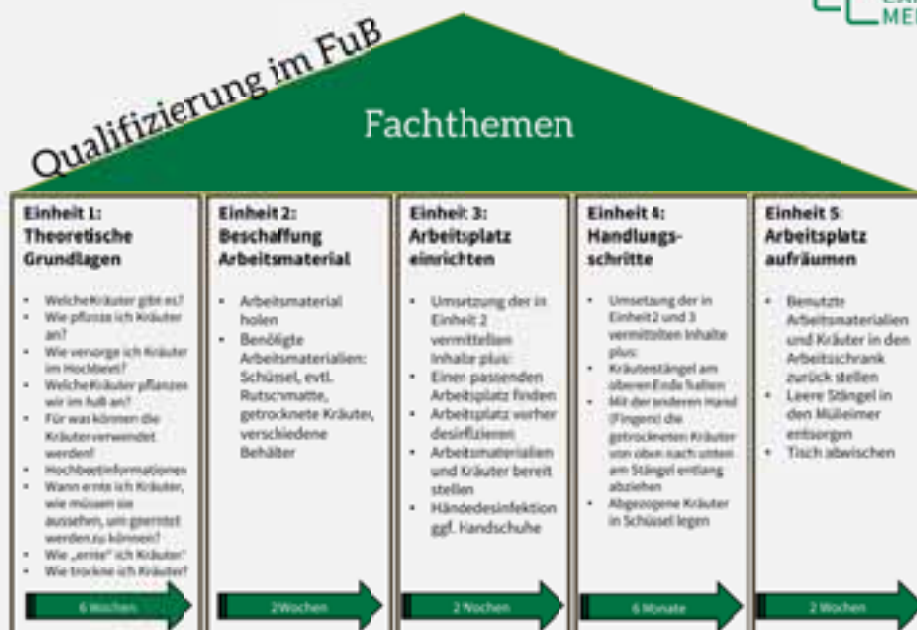 MED
Qualifizierung im FuB
Fachthemen
Einheit 1:
Theoretische
Grundlagen
• Welche Kräuter gibt es?
• Wie pflanze ich Kräuter
an?
• Wie versorge ich Kräuter
im Hochbeet?
• Welche Kräuter pflanzen
wir im FuB an?
• Für was können die
Kräuter verwendet
werden?
• Hochbeetinformationen
• Wann ernte ich Kräuter,
wie müssen sie
aussehen, um geerntet
werden zu können?
• Wie „ernte" ich Kräuter?
• Wie trockne ich Kräuter?
6 Wochen
Einheit 2:
Beschaffung
Arbeitsmaterial
• Arbeitsmaterial
holen
• Benötigte
Arbeitsmaterialien:
Schüssel, evtl.
Rutschmatte,
getrocknete Kräuter,
verschiedene
Behälter
2 Wochen
Einheit 3:
Arbeitsplatz
einrichten
• Umsetzung der in
Einheit 2
vermittelten
Inhalte plus:
• Einer passenden
Arbeitsplatz finden
• Arbeitsplatz vorher
desinfizieren
• Arbeitsmaterialien
und Kräuter bereit
stellen
• Händedesinfektion
ggf. Handschuhe
2 Wochen
Einheit 4:
Handlungs-
schritte
• Umsetzung der in
Einheit 2 und 3
vermittelten Inhalte
plus:
• Kräuterstängel am
oberen Ende halten
• Mit der anderen Hand
(Fingern) die
getrockneten Kräuter
von oben nach unten
am Stängel entlang
abziehen
• Abgezogene Kräuter
in Schüssel legen
6 Monate
Einheit 5:
Arbeitsplatz
aufräumen
• Benutzte
Arbeitsmaterialien
und Kräuter in den
Arbeitsschrank
zurück stellen
• Leere Stängel in
den Mülleimer
entsorgen
• Tisch abwischen
2 Wochen